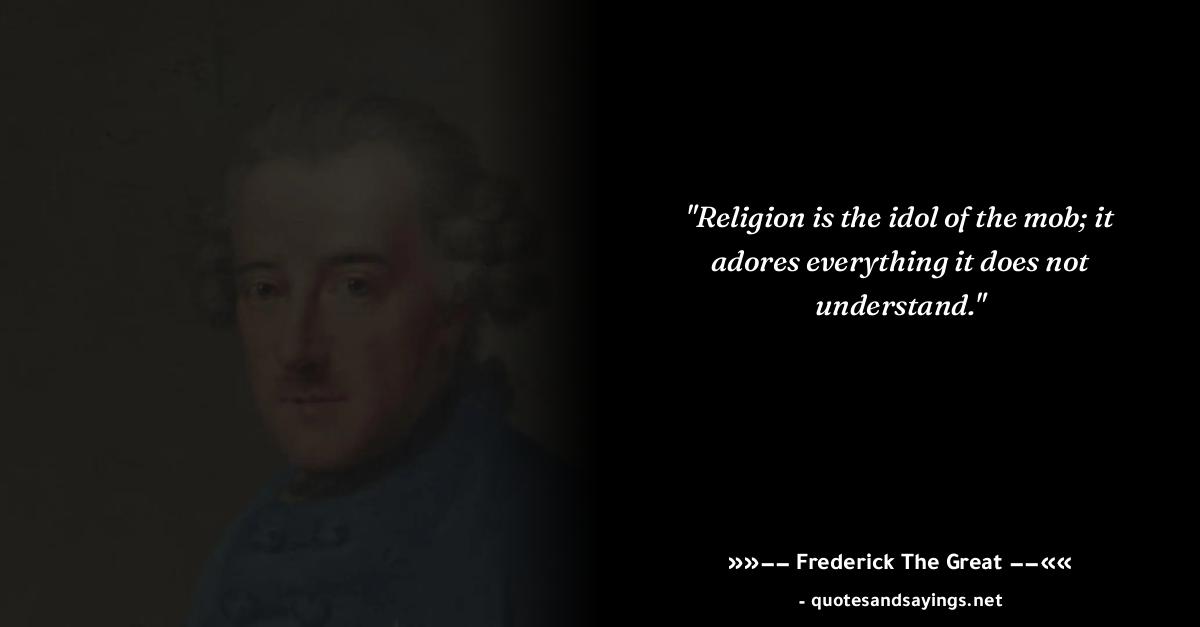 "Religion is the idol of the mob; it
adores everything it does not
understand."
»»−− Frederick The Great −−««
- quotesandsayings.net